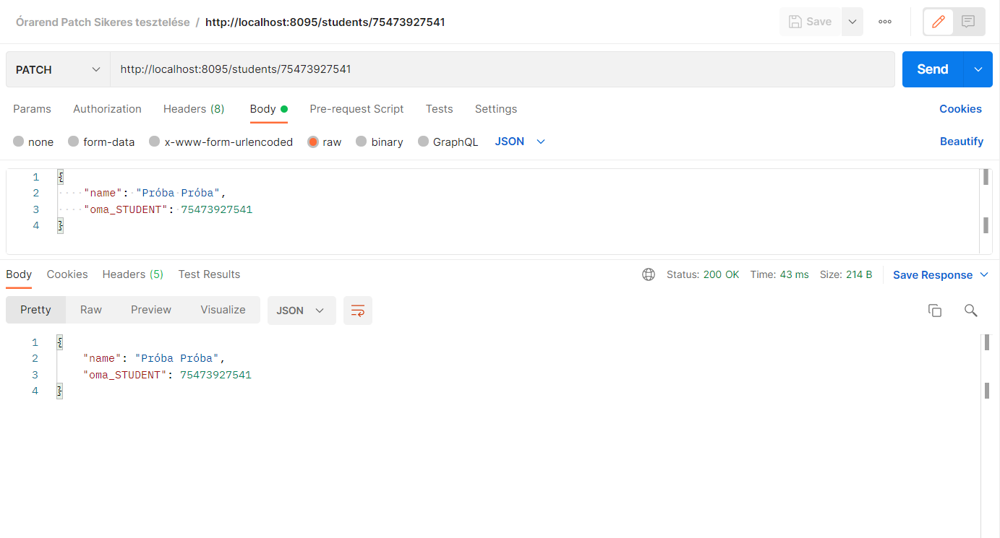 Órarend Patch Sikeres tesztelése / http://localhost:8095/students/75473927541
Save
PATCH http://localhost:8095/students/75473927541 Send
Params Authorization Headers (8) Body Pre-request Script Tests Settings Cookies
none form-data x-www-form-urlencoded raw binary GraphQL JSON Beautify
1 {
2 "name": "Próba Próba",
3 "oma_STUDENT": 75473927541
4 }
Body Cookies Headers (5) Test Results Status: 200 OK Time: 43 ms Size: 214 B Save Response
Pretty Raw Preview Visualize JSON
1 {
2 "name": "Próba Próba",
3 "oma_STUDENT": 75473927541
4 }